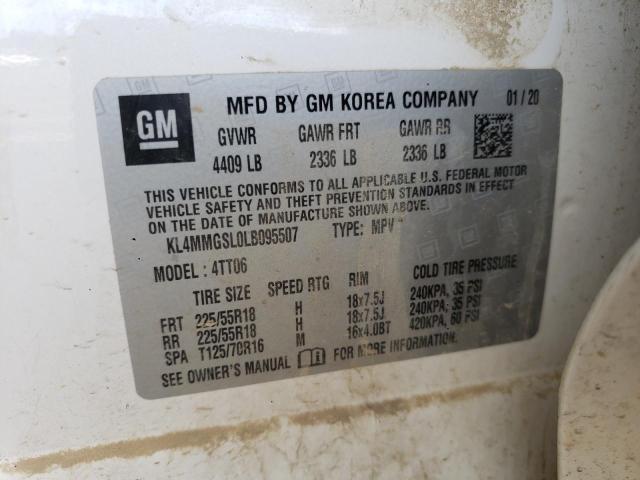 GM
MFD BY GM KOREA COMPANY 01/20
GVWR GAWR FRT GAWR RR
4409 LB 2336 LB 2336 LB
THIS VEHICLE CONFORMS TO ALL APPLICABLE U.S. FEDERAL MOTOR
VEHICLE SAFETY AND THEFT PREVENTION STANDARDS IN EFFECT
ON THE DATE OF MANUFACTURE SHOWN ABOVE.
KL4MMGSL0LB095507 TYPE: MPV
MODEL: 4TT06
TIRE SIZE SPEED RTG RIM COLD TIRE PRESSURE
FRT 225/55R18 H 18x7.5J 240KPA, 35 PSI
RR 225/55R18 H 18x7.5J 240KPA, 35 PSI
SPA T125/70R16 M 16x4.0BT 420KPA, 60 PSI
SEE OWNER'S MANUAL FOR MORE INFORMATION.